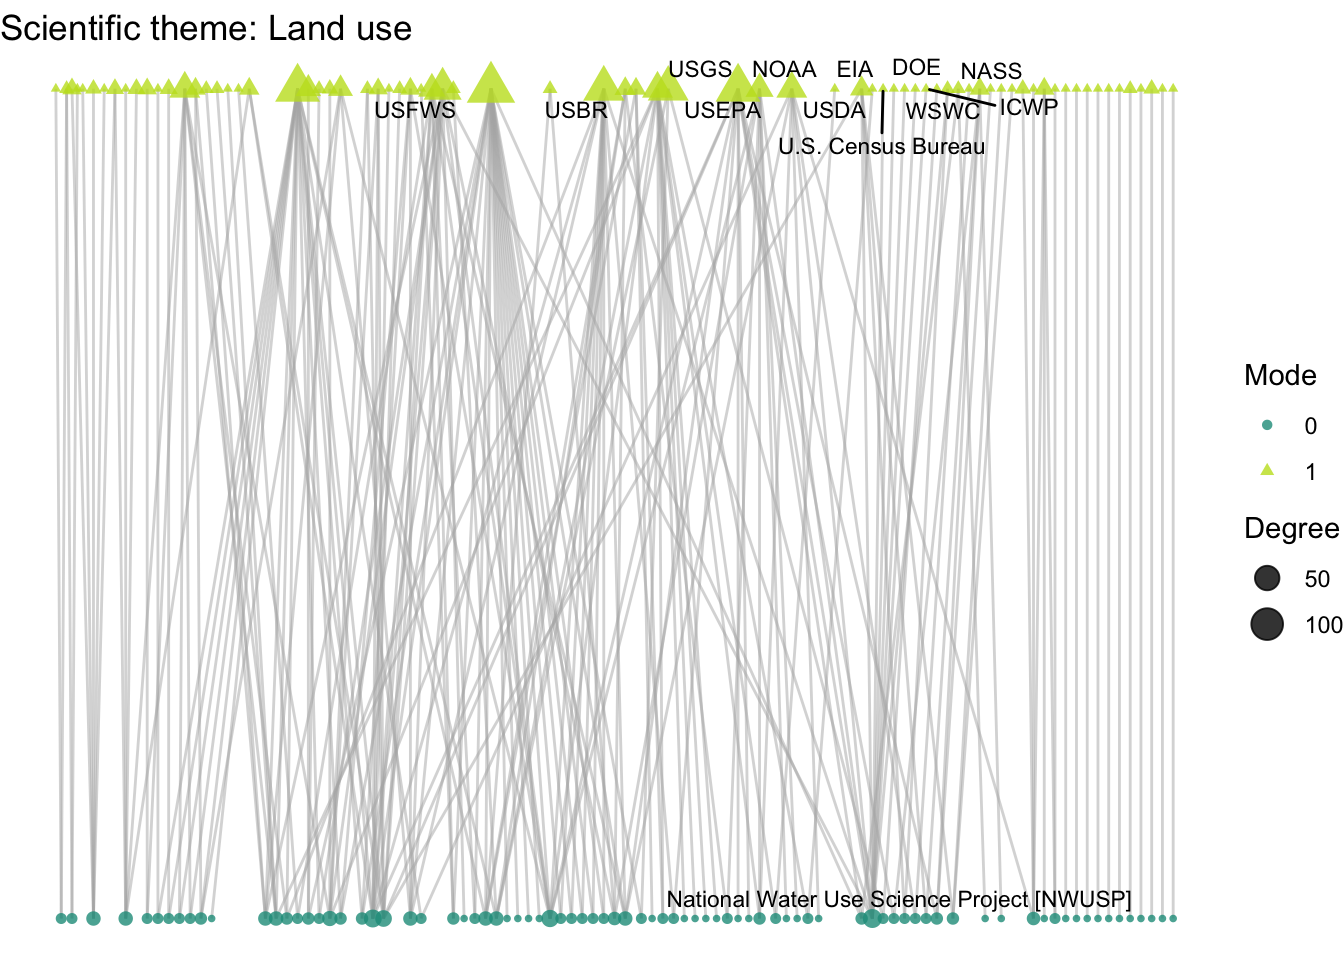 Scientific theme: Land use
USGS NOAA EIA DOE NASS
USFWS USBR USEPA USDA WSWC ICWP
U.S. Census Bureau
Mode
0
1
Degree
50
100
National Water Use Science Project [NWUSP]